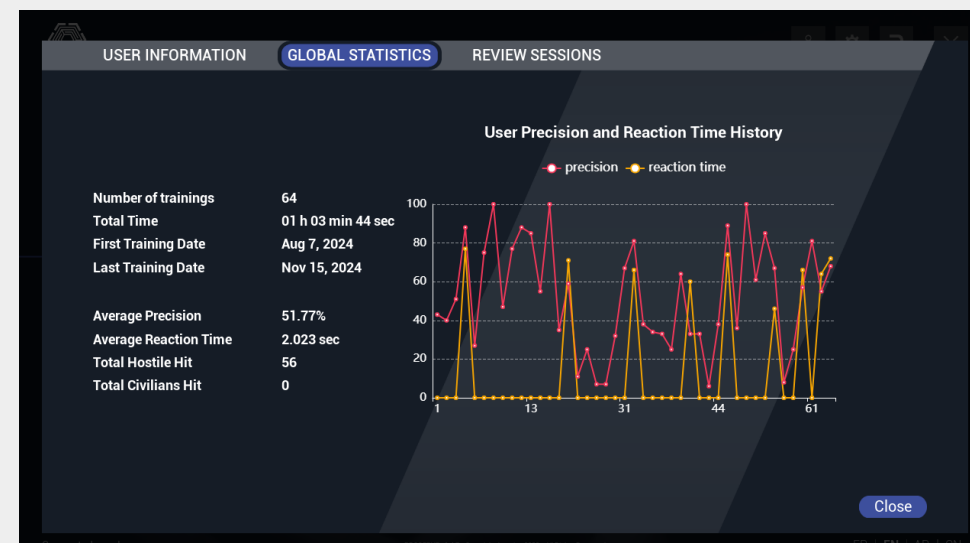 USER INFORMATION GLOBAL STATISTICS REVIEW SESSIONS
User Precision and Reaction Time History
precision reaction time
Number of trainings 64
Total Time 01 h 03 min 44 sec
First Training Date Aug 7, 2024
Last Training Date Nov 15, 2024
Average Precision 51.77%
Average Reaction Time 2.023 sec
Total Hostile Hit 56
Total Civilians Hit 0
100
80
60
40
20
0
1 13 31 44 61
Close